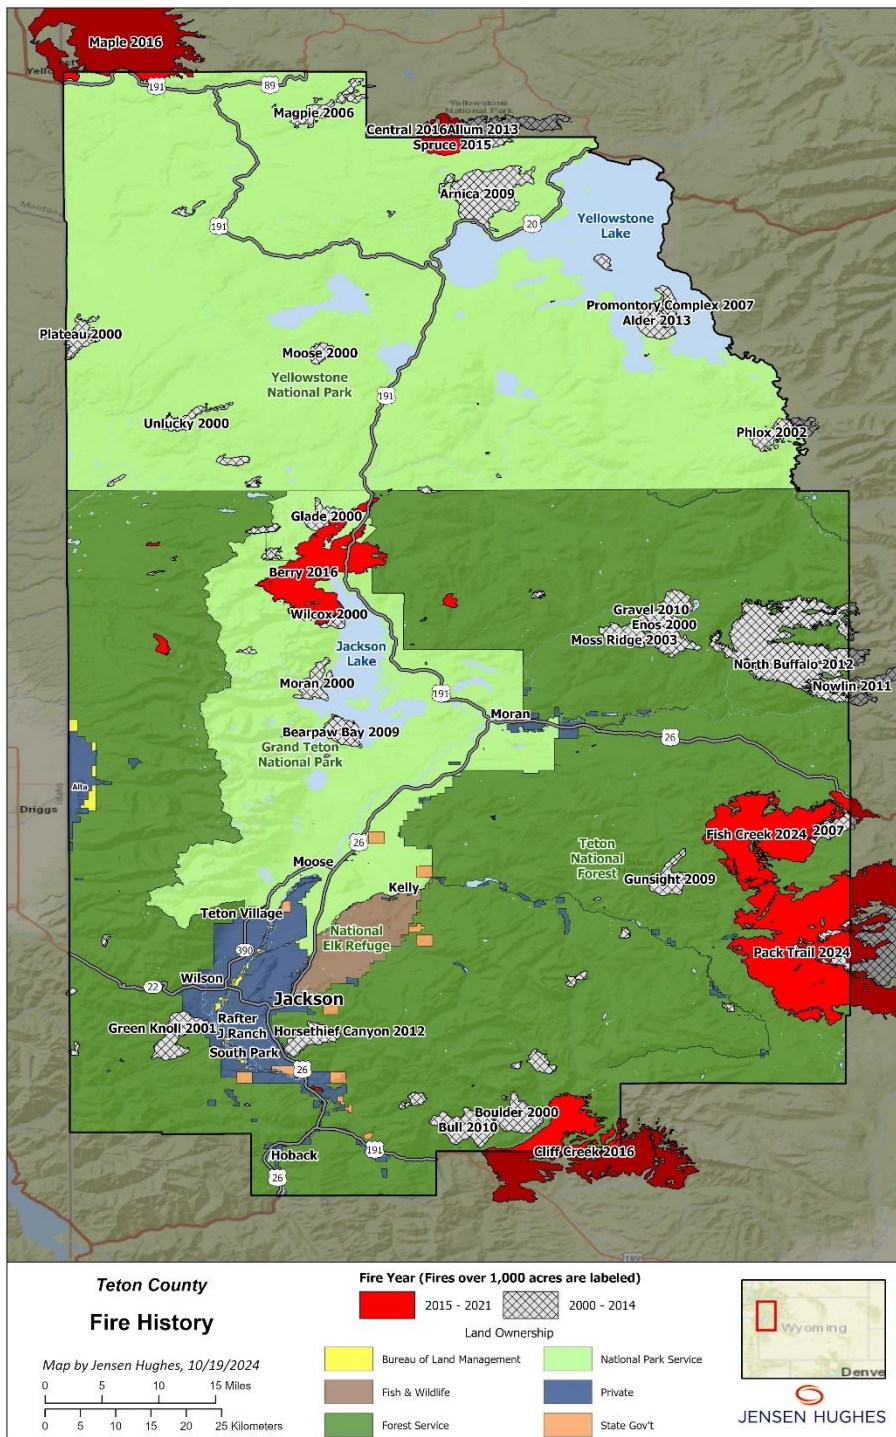 Maple 2016
191
89
Magpie 2006
Yellowstone
National Park
Central 2016
Allum 2013
Spruce 2015
Arnica 2009
Montana
191
20
Yellowstone
Lake
Promontory Complex 2007
Alder 2013
Plateau 2000
Moose 2000
Yellowstone
National Park
191
Unlucky 2000
Phlox 2002
Glade 2000
Berry 2016
Wilcox 2000
Gravel 2010
Enos 2000
Moss Ridge 2003
Jackson
Lake
North Buffalo 2012
Nowlin 2011
Moran 2000
191
Moran
Bearpaw Bay 2009
Grand Teton
National Park
26
Alta
Idaho
Driggs
Fish Creek 2024
2007
26
Moose
Teton
National
Forest
Gunsight 2009
Kelly
Teton Village
National
Elk Refuge
390
Pack Trail 2024
Wilson
22
Jackson
Rafter
J Ranch
Green Knoll 2001
Horsethief Canyon 2012
South Park
26
Boulder 2000
Bull 2010
Hoback
191
Cliff Creek 2016
26
189
Teton County
Fire History
Map by Jensen Hughes, 10/19/2024
0 5 10 15 Miles
0 5 10 15 20 25 Kilometers
Fire Year (Fires over 1,000 acres are labeled)
2015 - 2021
2000 - 2014
Land Ownership
Bureau of Land Management
National Park Service
Fish & Wildlife
Private
Forest Service
State Gov't
Wyoming
Denve
JENSEN HUGHES